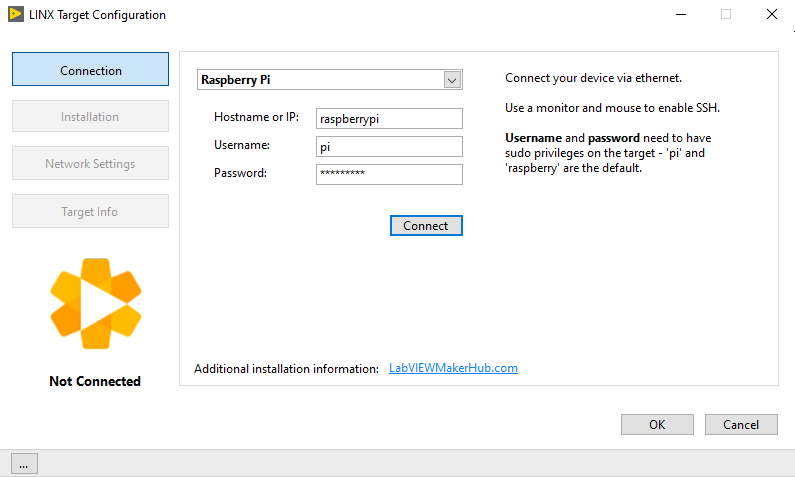 LINX Target Configuration
Connection
Installation
Network Settings
Target Info
Not Connected
Raspberry Pi
Hostname or IP:
raspberrypi
Username:
pi
Password:
*********
Connect
Connect your device via ethernet.
Use a monitor and mouse to enable SSH.
Username and password need to have
sudo privileges on the target - 'pi' and
'raspberry' are the default.
Additional installation information: LabVIEWMakerHub.com
OK
Cancel
...